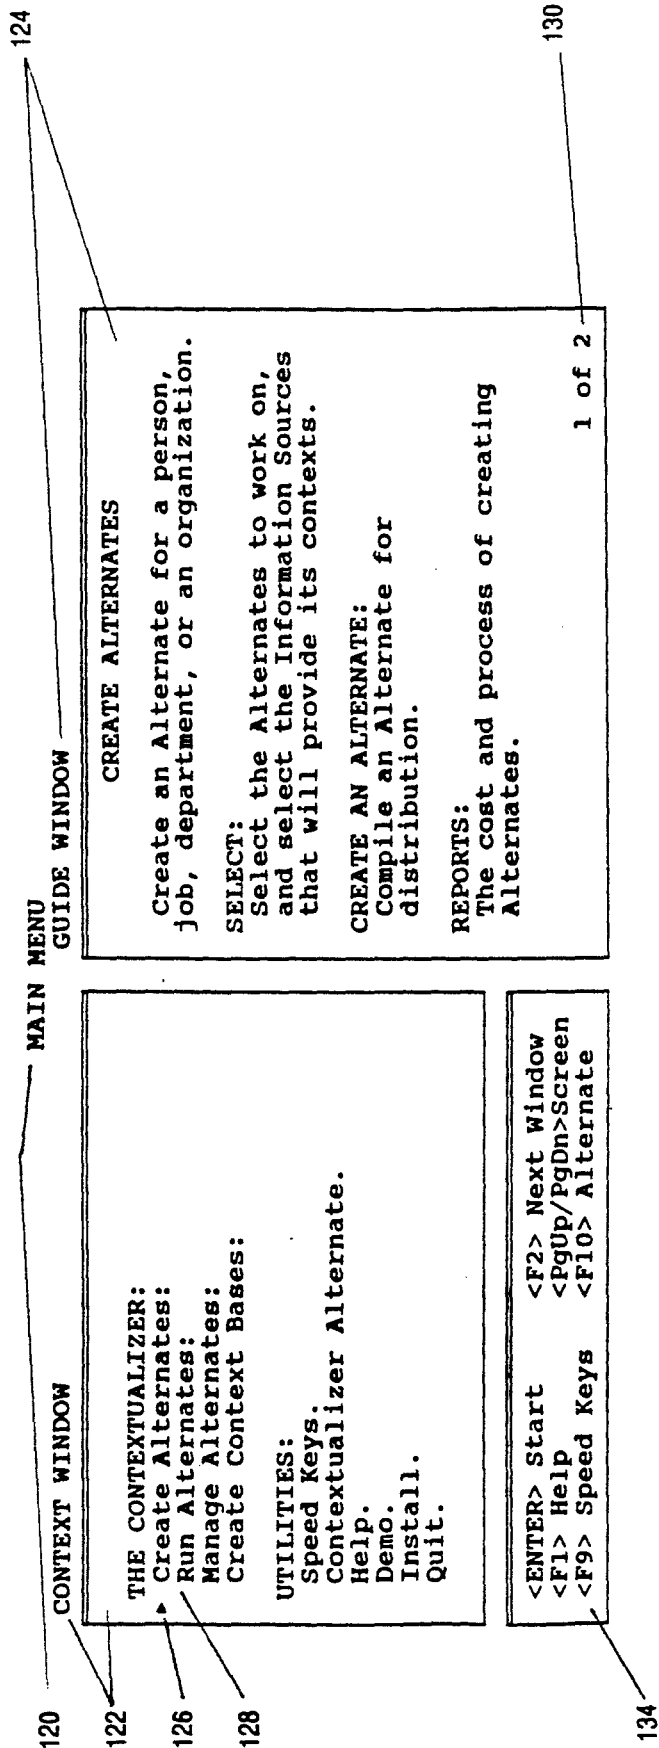 120
MAIN MENU
124
CONTEXT WINDOW
GUIDE WINDOW
122
THE CONTEXTUALIZER:
▸ Create Alternates:
126
Run Alternates:
128
Manage Alternates:
Create Context Bases:
UTILITIES:
Speed Keys.
Contextualizer Alternate.
Help.
Demo.
Install.
Quit.
CREATE ALTERNATES
Create an Alternate for a person,
job, department, or an organization.
SELECT:
Select the Alternates to work on,
and select the Information Sources
that will provide its contexts.
CREATE AN ALTERNATE:
Compile an Alternate for
distribution.
REPORTS:
The cost and process of creating
Alternates.
1 of 2
130
<ENTER> Start <F2> Next Window
<F1> Help <PgUp/PgDn>Screen
<F9> Speed Keys <F10> Alternate
134